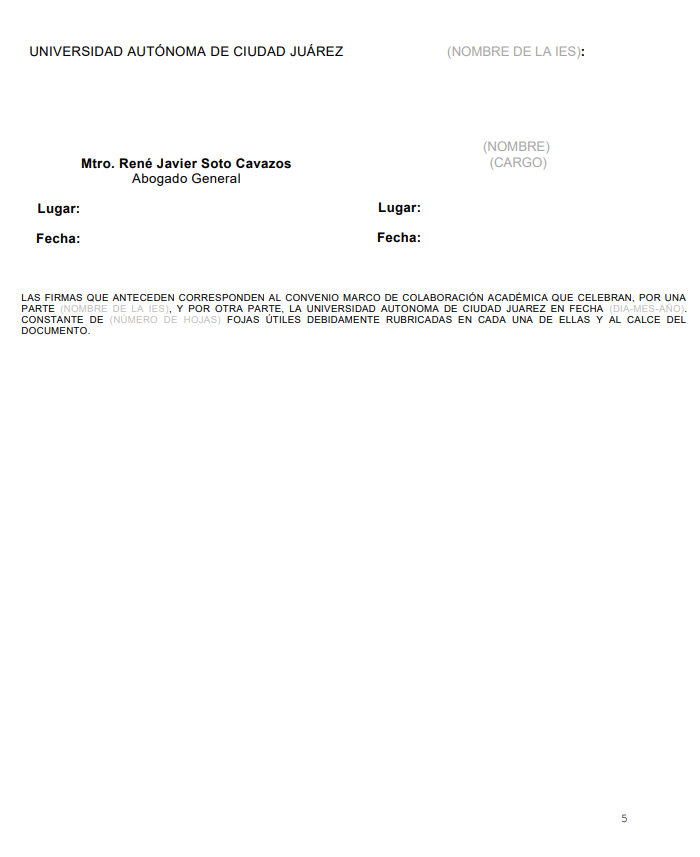 UNIVERSIDAD AUTÓNOMA DE CIUDAD JUÁREZ
(NOMBRE DE LA IES):
Mtro. René Javier Soto Cavazos
Abogado General
(NOMBRE)
(CARGO)
Lugar:
Lugar:
Fecha:
Fecha:
LAS FIRMAS QUE ANTECEDEN CORRESPONDEN AL CONVENIO MARCO DE COLABORACIÓN ACADÉMICA QUE CELEBRAN, POR UNA
PARTE (NOMBRE DE LA IES), Y POR OTRA PARTE, LA UNIVERSIDAD AUTONOMA DE CIUDAD JUAREZ EN FECHA (DIA-MES-AÑO).
CONSTANTE DE (NÚMERO DE HOJAS) FOJAS ÚTILES DEBIDAMENTE RUBRICADAS EN CADA UNA DE ELLAS Y AL CALCE DEL
DOCUMENTO.
5